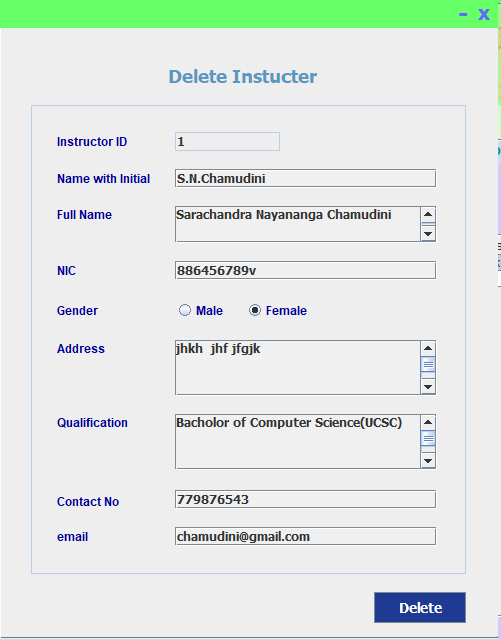 - X
Delete Instucter
Instructor ID 1
Name with Initial S.N.Chamudini
Full Name Sarachandra Nayananga Chamudini
NIC 886456789v
Gender Male Female
Address jhkh jhf jfgjk
Qualification Bacholor of Computer Science(UCSC)
Contact No 779876543
email chamudini@gmail.com
Delete